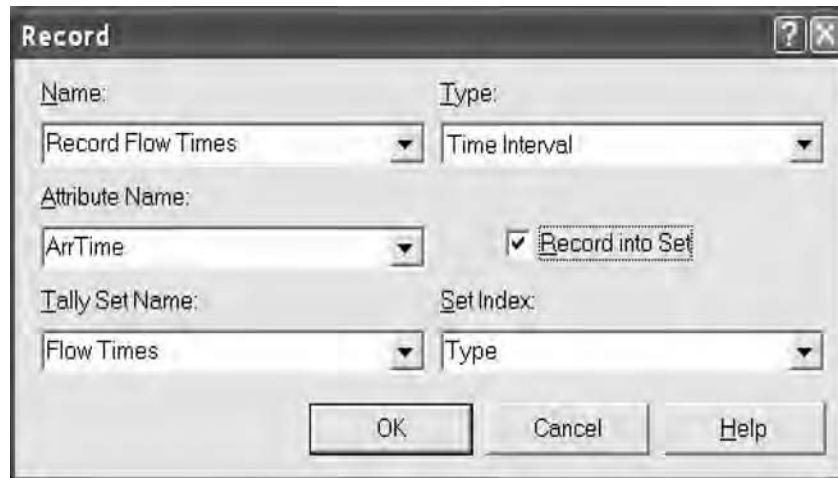 Record
Name: Type:
Record Flow Times Time Interval
Attribute Name:
ArrTime Record into Set
Tally Set Name: Set Index:
Flow Times Type
OK Cancel Help